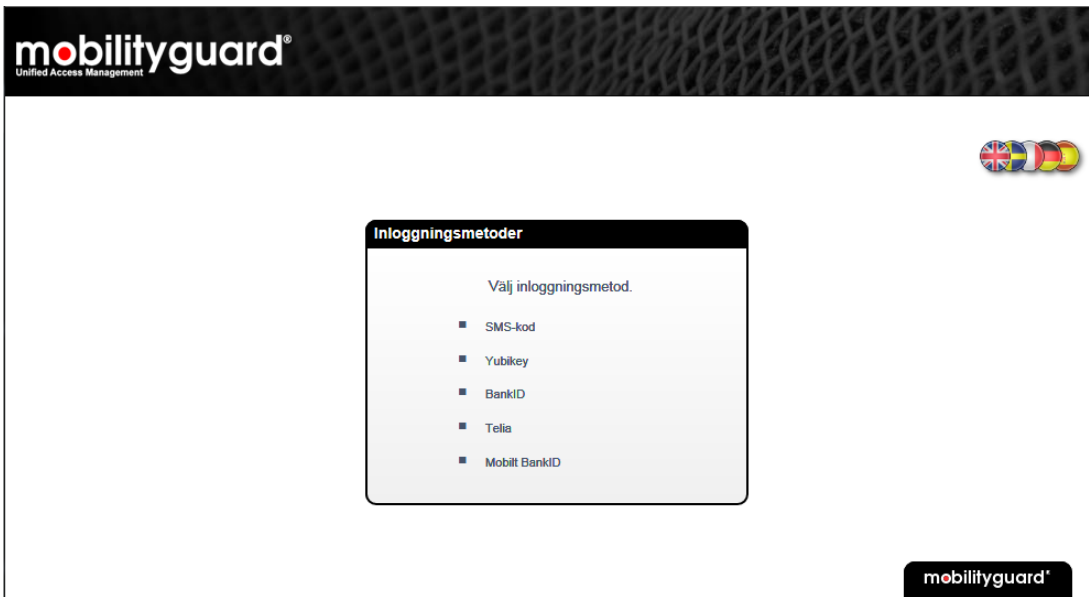 mobilityguard®
Unified Access Management
Inloggningsmetoder
Välj inloggningsmetod.
SMS-kod
Yubikey
BankID
Telia
Mobilt BankID
mobilityguard®